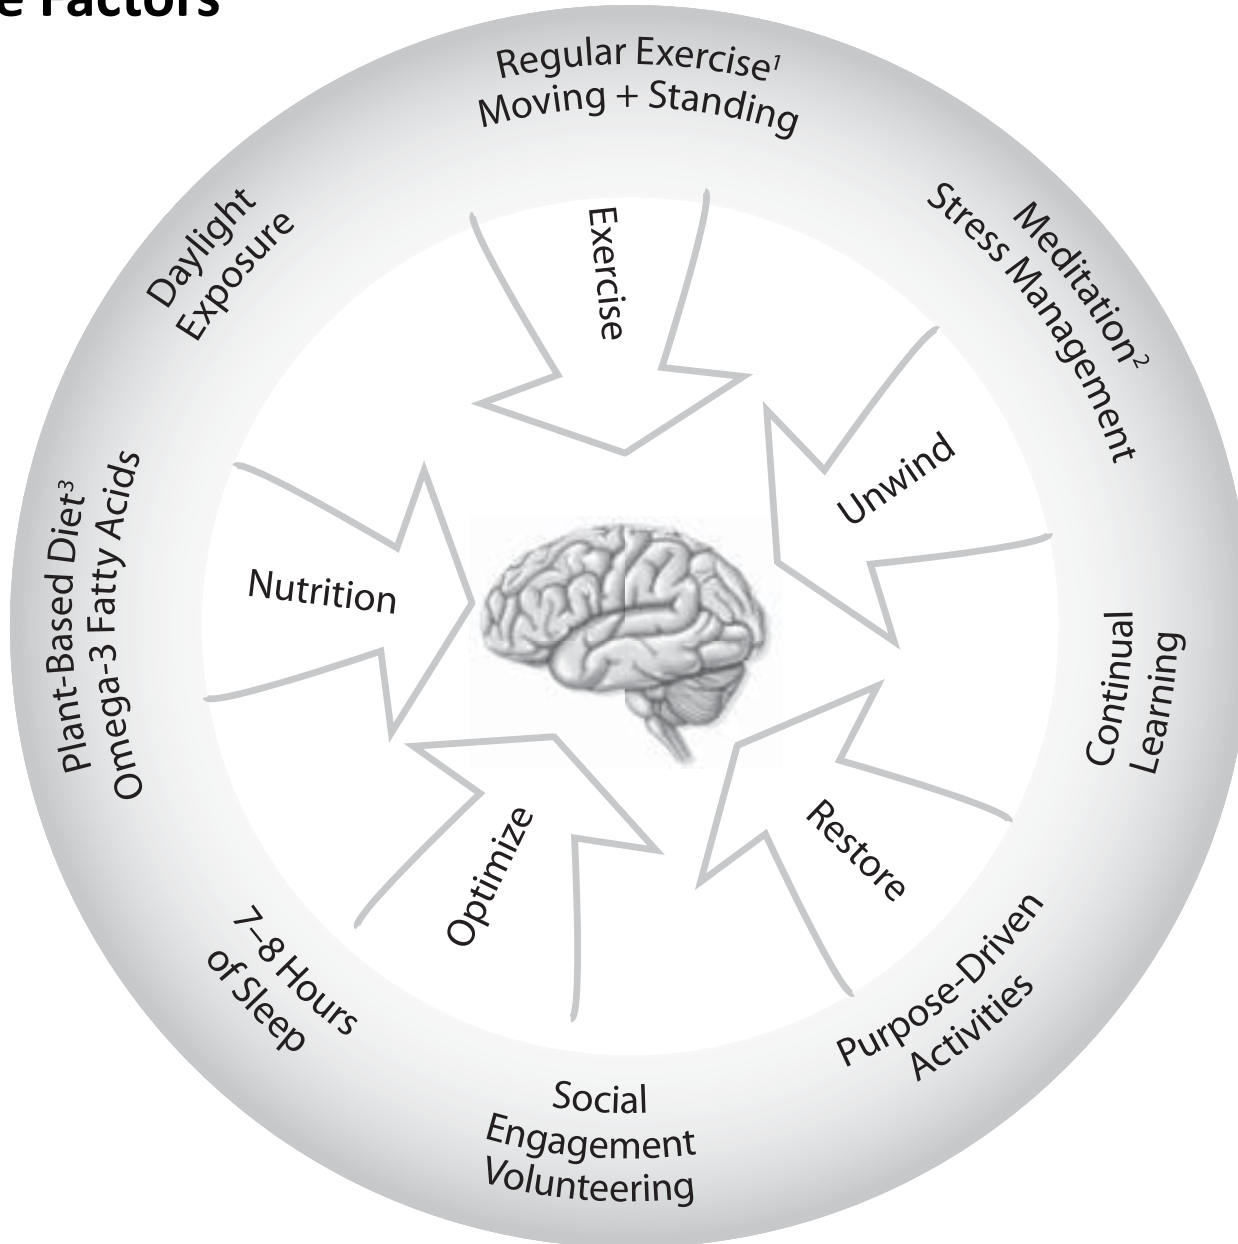 e Factors
Regular Exercise¹
Moving + Standing
Meditation²
Stress Management
Continual
Learning
Purpose-Driven
Activities
Social
Engagement
Volunteering
7–8 Hours
of Sleep
Plant-Based Diet³
Omega-3 Fatty Acids
Daylight
Exposure
Exercise
Unwind
Restore
Optimize
Nutrition